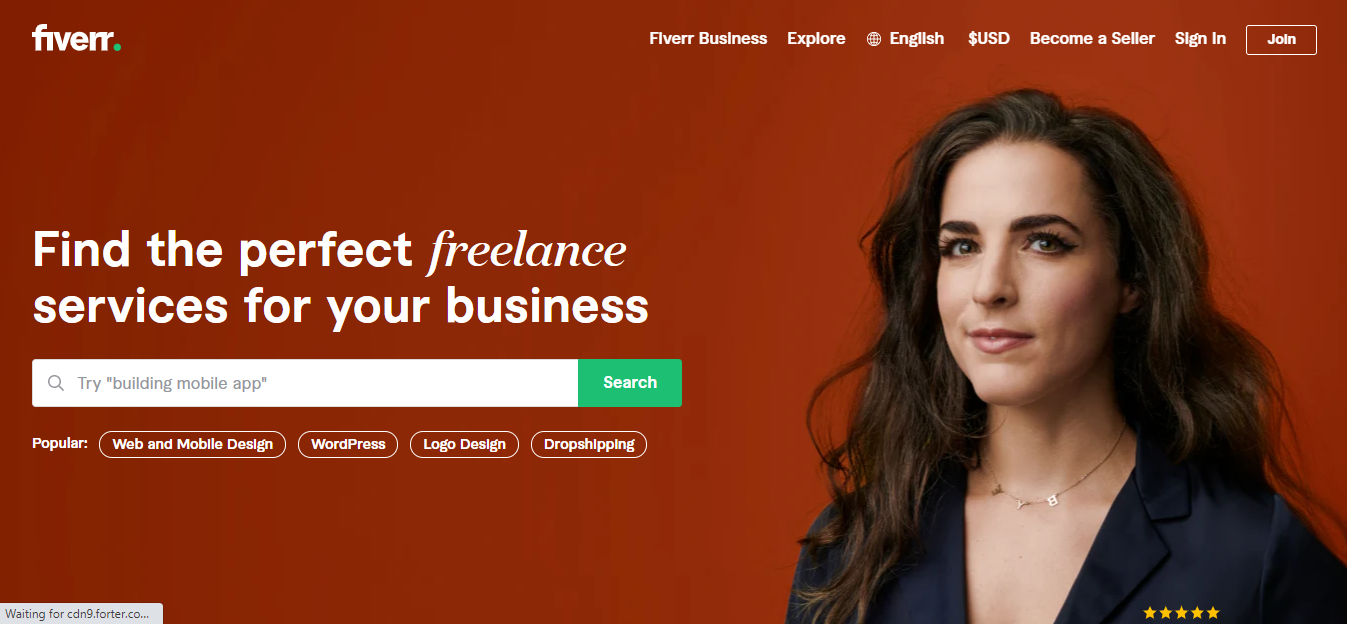 fiverr.
Fiverr Business
Explore
English
$USD
Become a Seller
Sign In
Join
Find the perfect freelance
services for your business
Try "building mobile app"
Search
Popular:
Web and Mobile Design
WordPress
Logo Design
Dropshipping
Waiting for cdn9.forter.co...